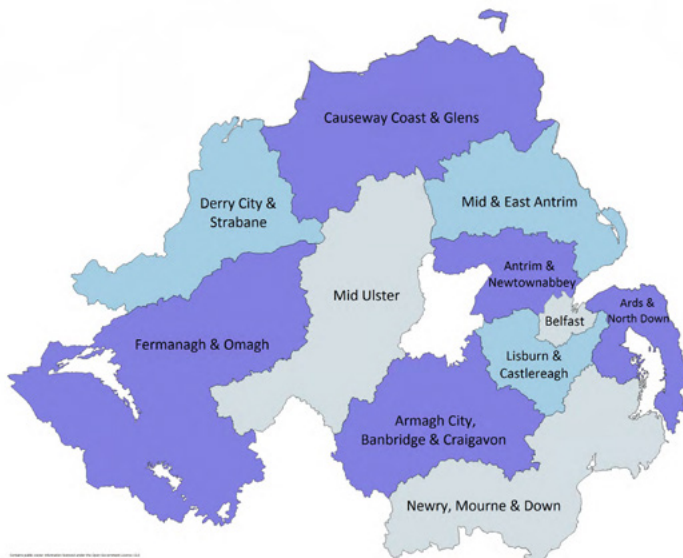 Causeway Coast & Glens
Derry City &
Strabane
Mid & East Antrim
Antrim &
Newtownabbey
Ards &
North Down
Mid Ulster
Belfast
Fermanagh & Omagh
Lisburn &
Castlereagh
Armagh City,
Banbridge & Craigavon
Newry, Mourne & Down